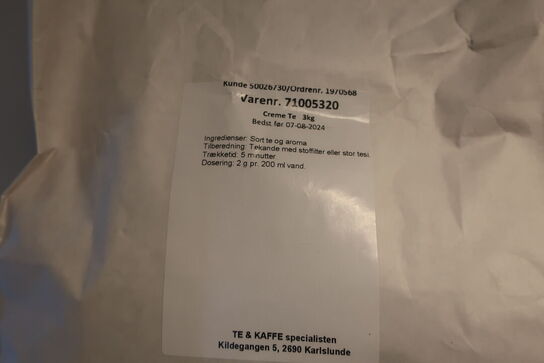 Kunde 50026730/Ordrenr. 1970568
Varenr. 71005320
Creme Te 3kg
Bedst før 07-08-2024
Ingredienser: Sort te og aroma
Tilberedning: Tekande med stoffilter eller stor tesi.
Trækketid: 5 minutter
Dosering: 2 g pr. 200 ml vand.
TE & KAFFE specialisten
Kildegangen 5, 2690 Karlslunde